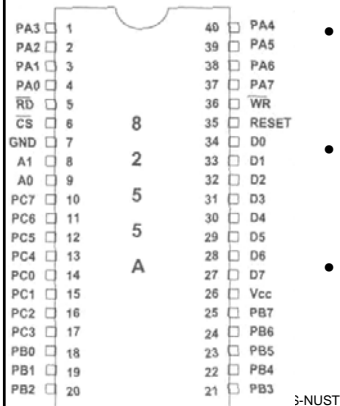 PA3 1 40 PA4
PA2 2 39 PA5
PA1 3 38 PA6
PA0 4 37 PA7
R̅D̅ 5 36 W̅R̅
C̅S̅ 6 8 35 RESET
GND 7 34 D0
A1 8 2 33 D1
A0 9 32 D2
PC7 10 5 31 D3
PC6 11 30 D4
PC5 12 5 29 D5
PC4 13 28 D6
PC0 14 A 27 D7
PC1 15 26 Vcc
PC2 16 25 PB7
PC3 17 24 PB6
PB0 18 23 PB5
PB1 19 22 PB4
PB2 20 21 PB3
-NUST